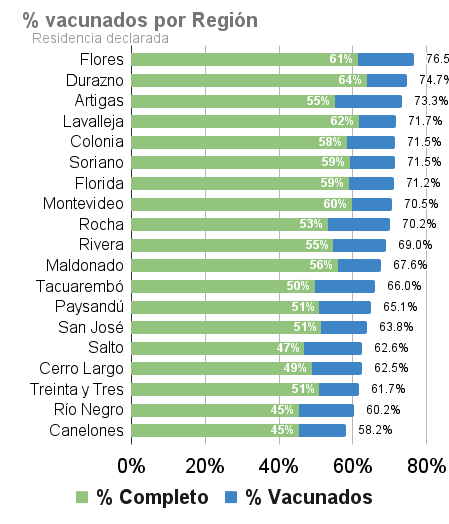 % vacunados por Región
Residencia declarada
Flores 61% 76.5
Durazno 64% 74.7%
Artigas 55% 73.3%
Lavalleja 62% 71.7%
Colonia 58% 71.5%
Soriano 59% 71.5%
Florida 59% 71.2%
Montevideo 60% 70.5%
Rocha 53% 70.2%
Rivera 55% 69.0%
Maldonado 56% 67.6%
Tacuarembó 50% 66.0%
Paysandú 51% 65.1%
San José 51% 63.8%
Salto 47% 62.6%
Cerro Largo 49% 62.5%
Treinta y Tres 51% 61.7%
Río Negro 45% 60.2%
Canelones 45% 58.2%
0% 20% 40% 60% 80%
% Completo % Vacunados